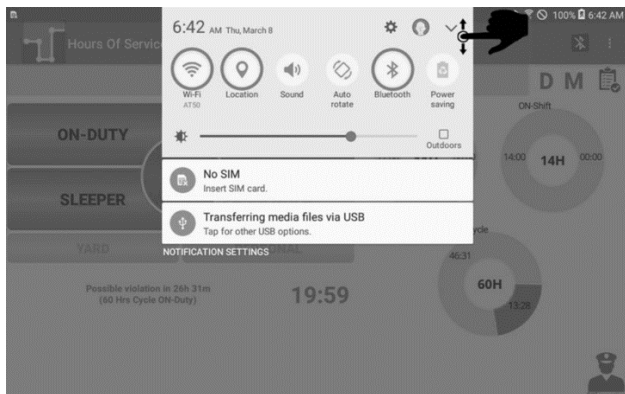 100% 6:42 AM
6:42 AM Thu, March 8
Hours Of Servic
Wi-Fi
AT50
Location
Sound
Auto
rotate
Bluetooth
Power
saving
Outdoors
D M
ON-DUTY
SLEEPER
YARD
NAL
No SIM
Insert SIM card.
Transferring media files via USB
Tap for other USB options.
NOTIFICATION SETTINGS
Possible violation in 26h 31m
(60 Hrs Cycle ON-Duty)
19:59
ON-Shift
14:00
14H
00:00
ycle
46:31
60H
13:28